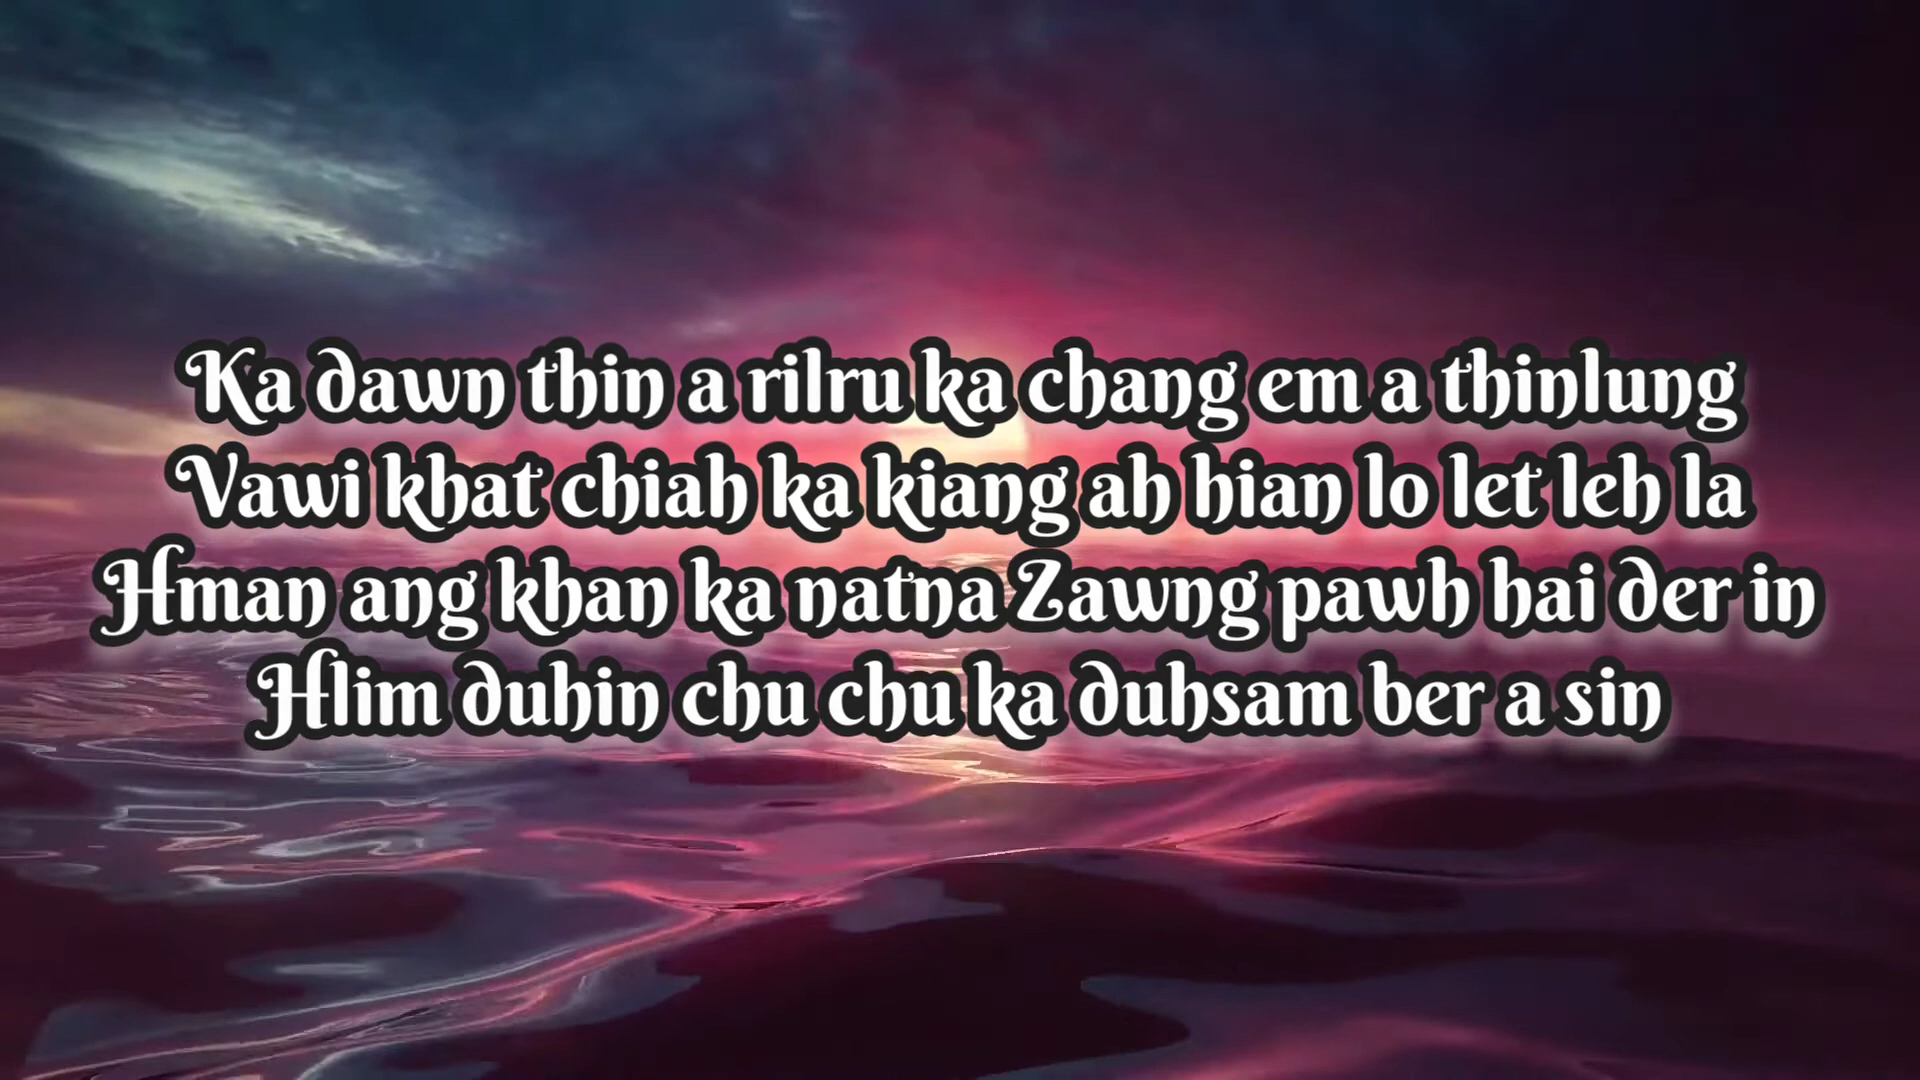 Ka dawn thin a rilru ka chang em a thinlung
Vawi khat chiah ka kiang ah hian lo let leh la
Hman ang khan ka natna Zawng pawh hai der in
Hlim duhin chu chu ka duhsam ber a sin